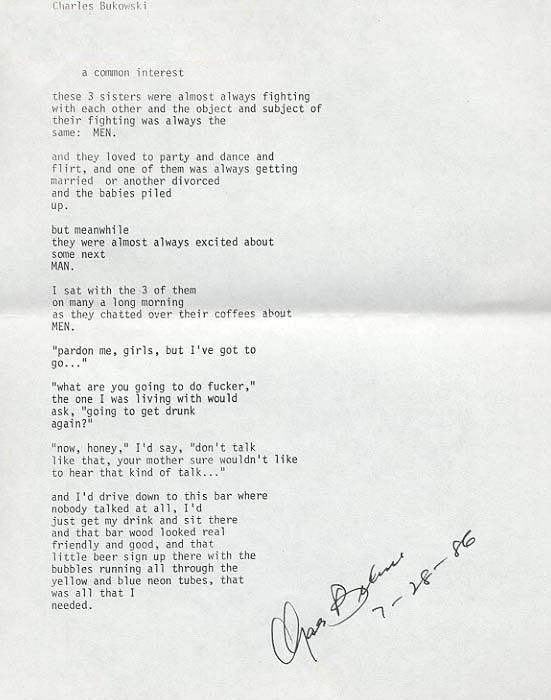 Charles Bukowski
a common interest
these 3 sisters were almost always fighting
with each other and the object and subject of
their fighting was always the
same:  MEN.
and they loved to party and dance and
flirt, and one of them was always getting
married  or another divorced
and the babies piled
up.
but meanwhile
they were almost always excited about
some next
MAN.
I sat with the 3 of them
on many a long morning
as they chatted over their coffees about
MEN.
"pardon me, girls, but I've got to
go..."
"what are you going to do fucker,"
the one I was living with would
ask, "going to get drunk
again?"
"now, honey," I'd say, "don't talk
like that, your mother sure wouldn't like
to hear that kind of talk..."
and I'd drive down to this bar where
nobody talked at all, I'd
just get my drink and sit there
and that bar wood looked real
friendly and good, and that
little beer sign up there with the
bubbles running all through the
yellow and blue neon tubes, that
was all that I
needed.
Chas Bukowski
7-28-86